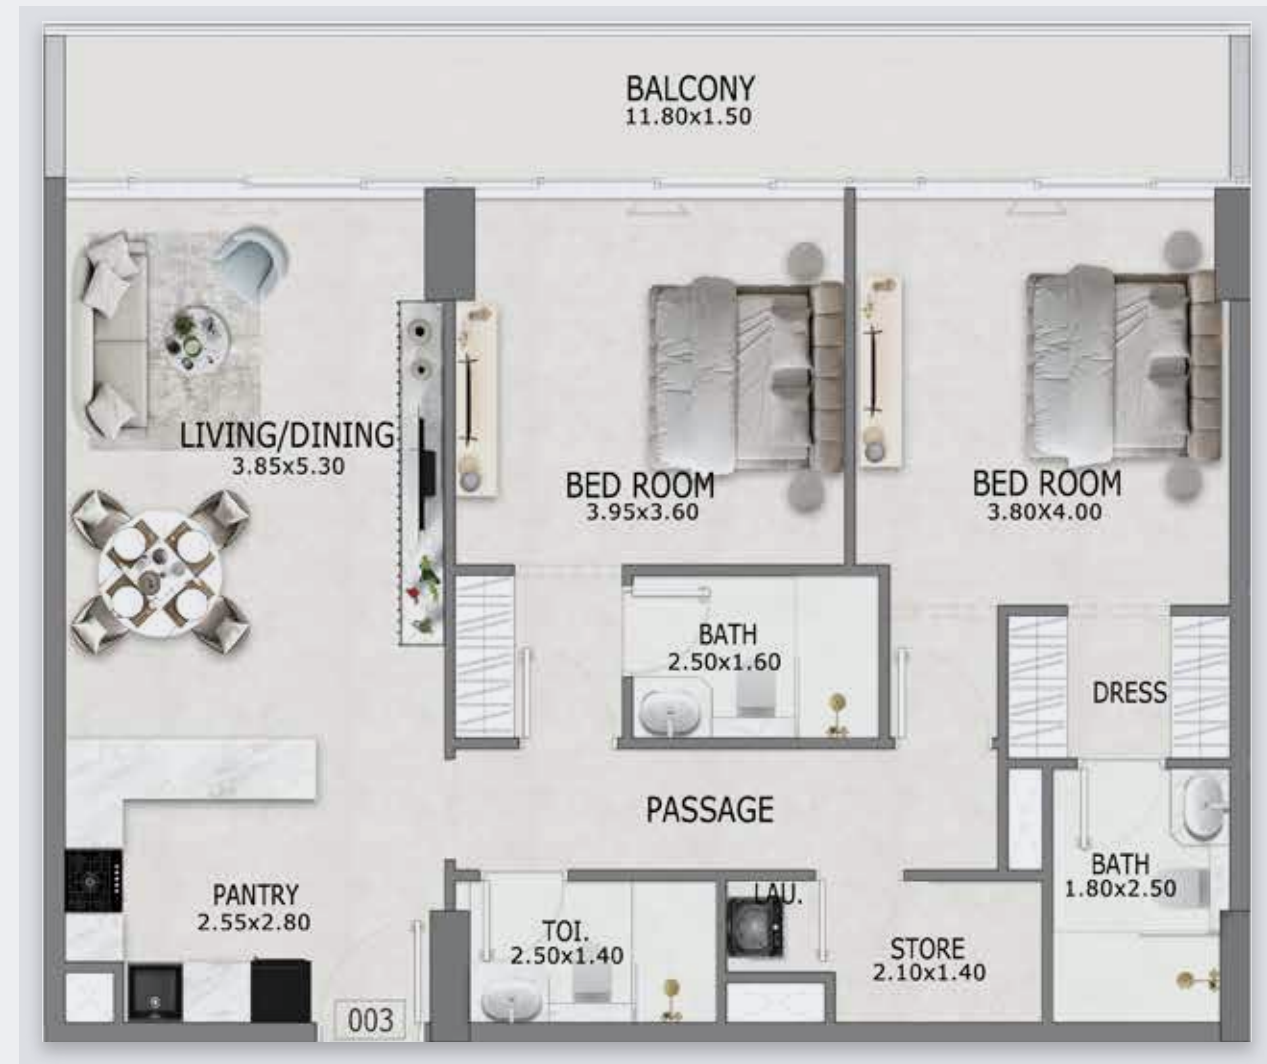 BALCONY
11.80x1.50
LIVING/DINING
3.85x5.30
BED ROOM
3.95x3.60
BED ROOM
3.80X4.00
BATH
2.50x1.60
DRESS
PASSAGE
BATH
1.80x2.50
PANTRY
2.55x2.80
LAU.
TOI.
2.50x1.40
STORE
2.10x1.40
003